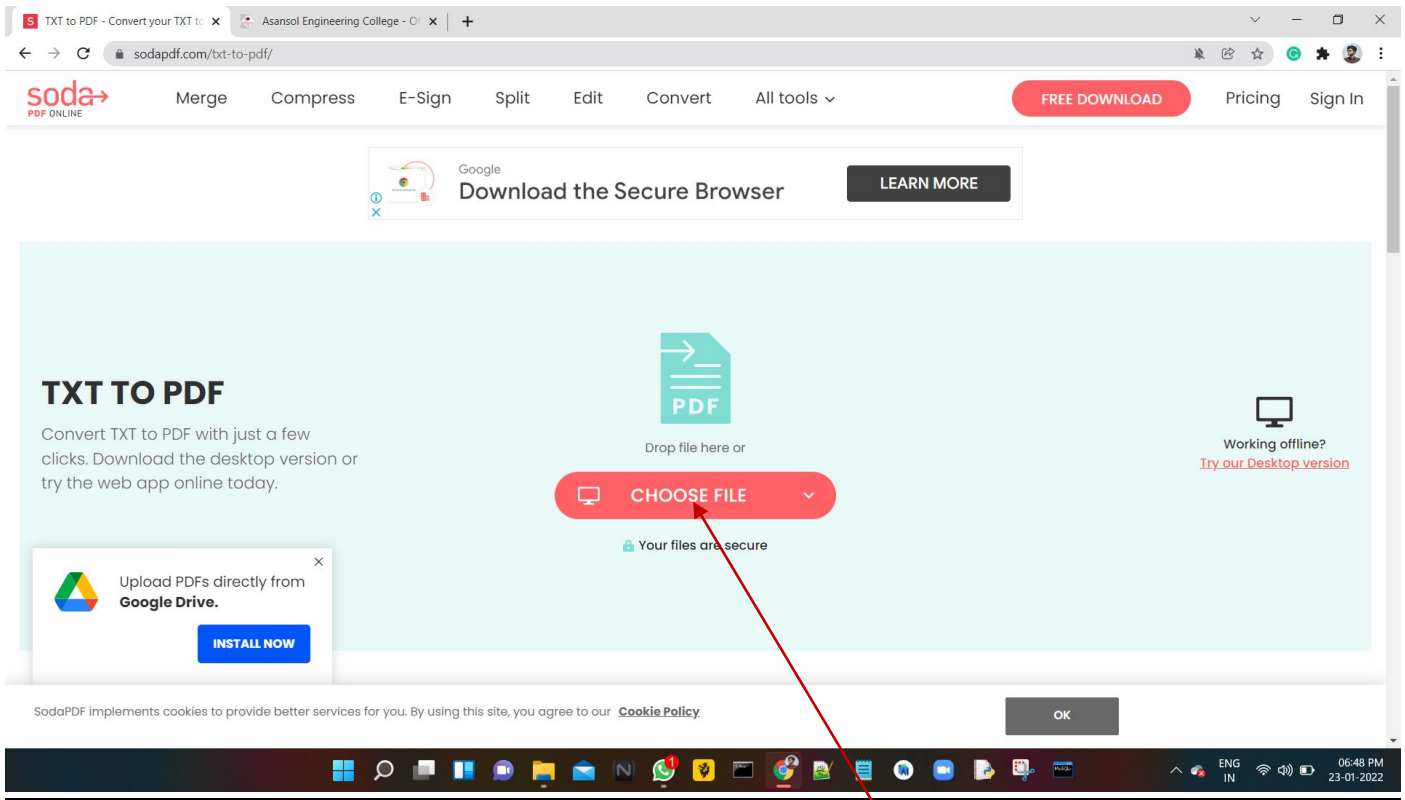 S TXT to PDF - Convert your TXT to
Asansol Engineering College - O
sodapdf.com/txt-to-pdf/
soda
PDF ONLINE
Merge Compress E-Sign Split Edit Convert All tools FREE DOWNLOAD Pricing Sign In
Google
Download the Secure Browser
LEARN MORE
PDF
TXT TO PDF
Convert TXT to PDF with just a few
clicks. Download the desktop version or
try the web app online today.
Drop file here or
CHOOSE FILE
Your files are secure
Working offline?
Try our Desktop version
Upload PDFs directly from
Google Drive.
INSTALL NOW
SodaPDF implements cookies to provide better services for you. By using this site, you agree to our Cookie Policy
OK
ENG
IN
06:48 PM
23-01-2022